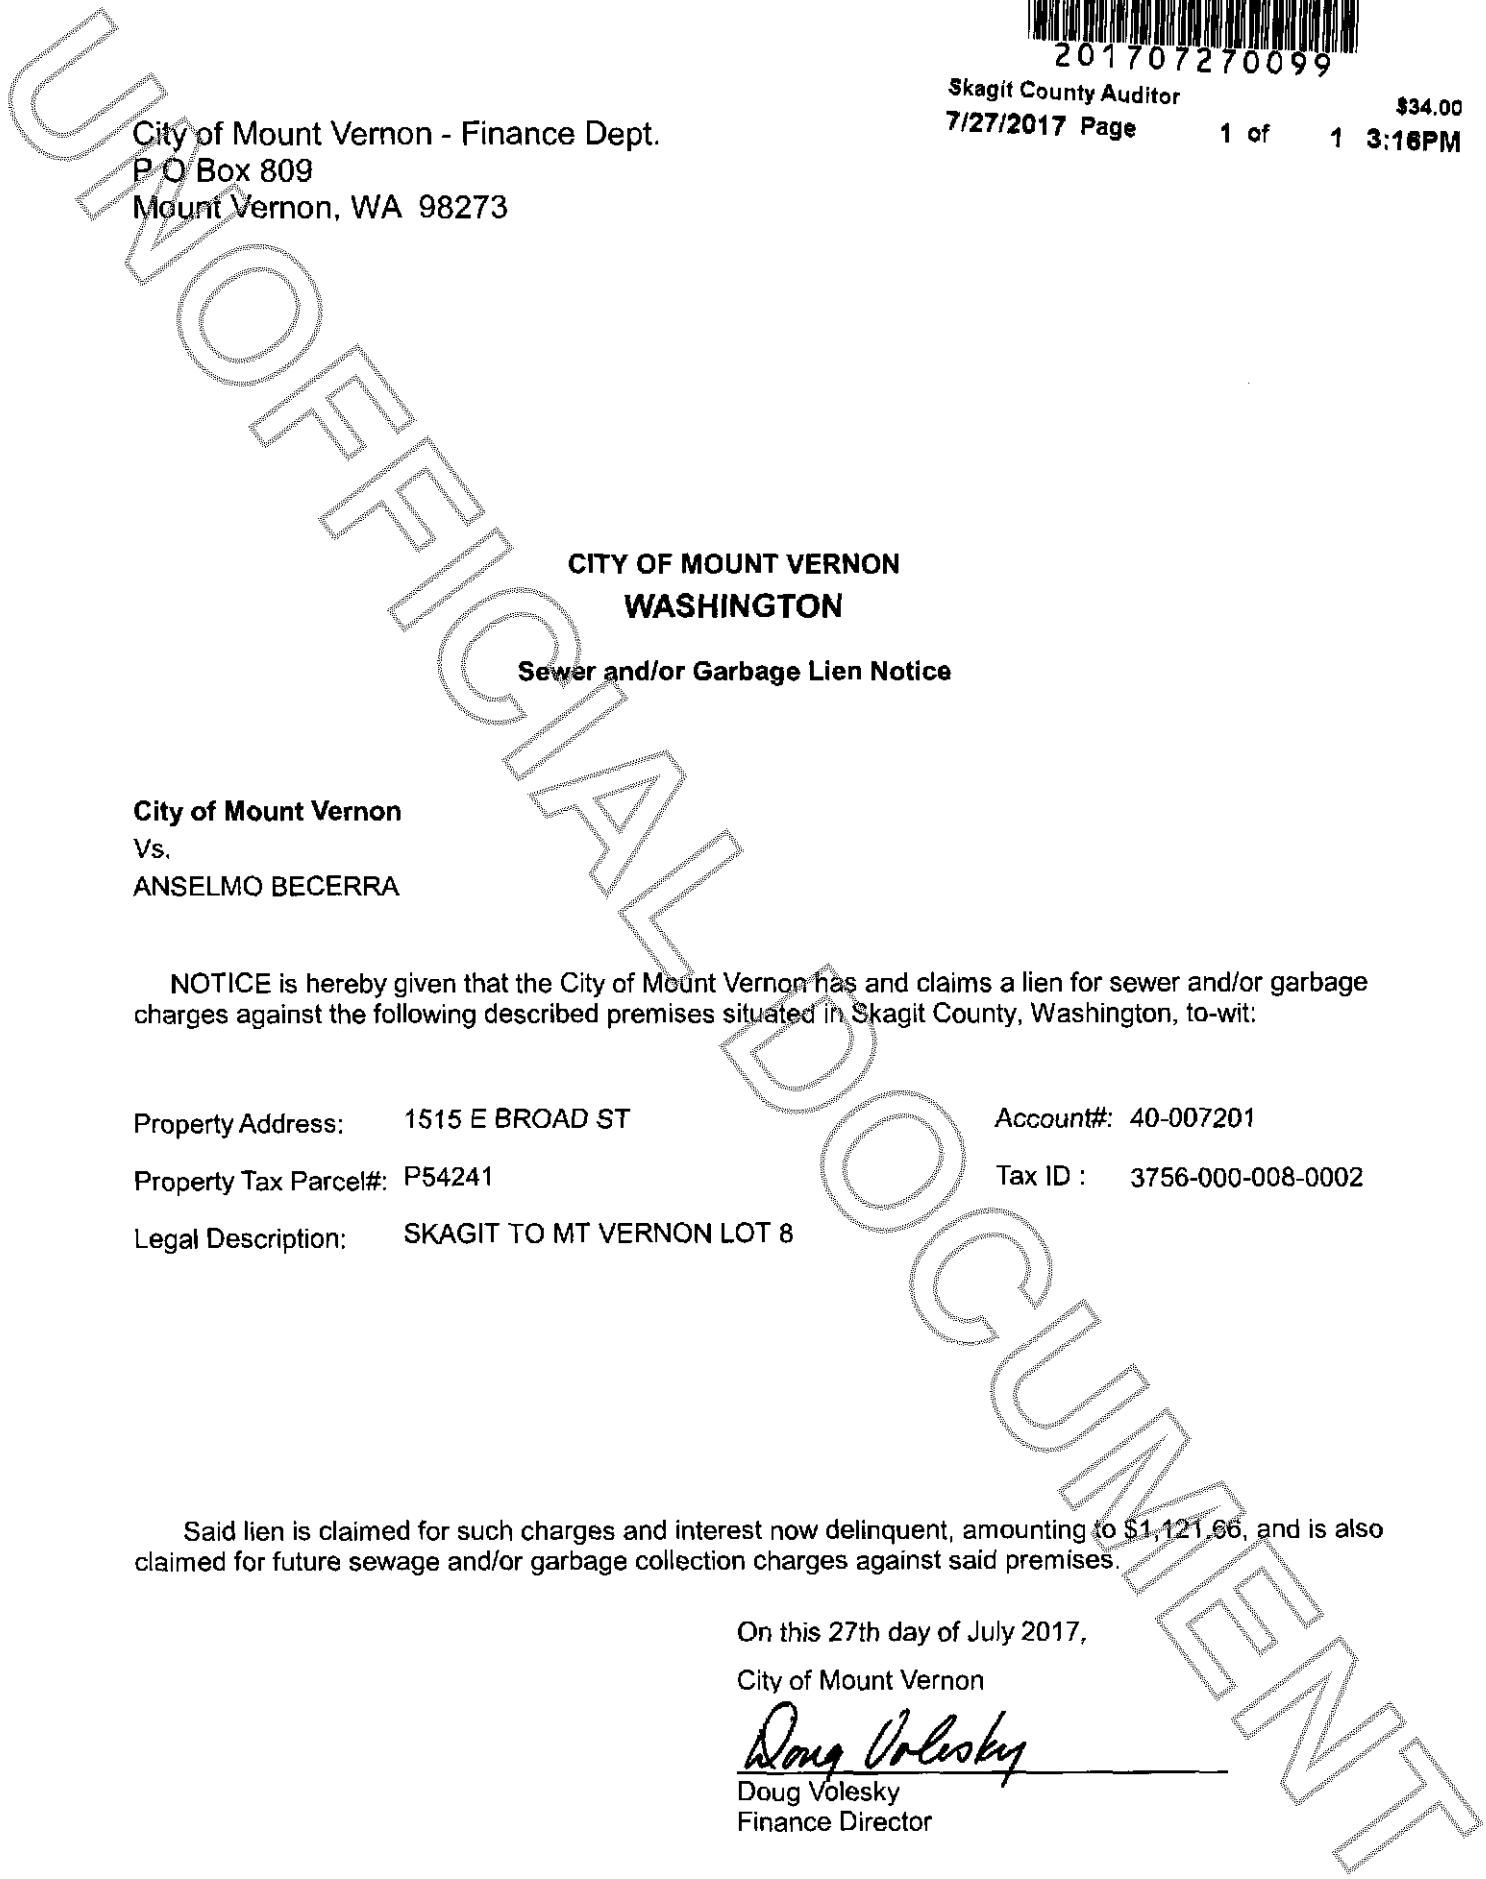 201707270099
Skagit County Auditor $34.00
7/27/2017 Page 1 of 1 3:16PM
City of Mount Vernon - Finance Dept.
P O Box 809
Mount Vernon, WA 98273
CITY OF MOUNT VERNON
WASHINGTON
Sewer and/or Garbage Lien Notice
City of Mount Vernon
Vs.
ANSELMO BECERRA
NOTICE is hereby given that the City of Mount Vernon has and claims a lien for sewer and/or garbage
charges against the following described premises situated in Skagit County, Washington, to-wit:
Property Address: 1515 E BROAD ST Account#: 40-007201
Property Tax Parcel#: P54241 Tax ID : 3756-000-008-0002
Legal Description: SKAGIT TO MT VERNON LOT 8
Said lien is claimed for such charges and interest now delinquent, amounting to $1,121.66, and is also
claimed for future sewage and/or garbage collection charges against said premises.
On this 27th day of July 2017,
City of Mount Vernon
Doug Volesky
Doug Volesky
Finance Director
UNOFFICIAL DOCUMENT